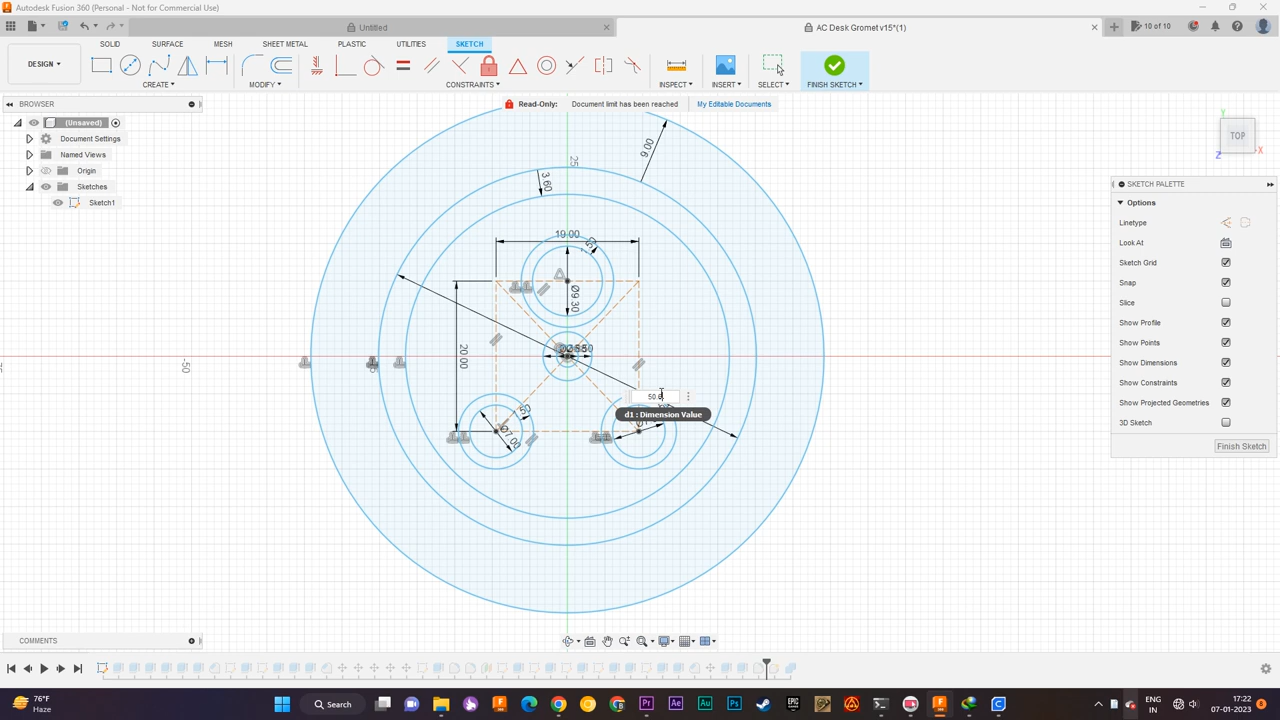 Autodesk Fusion 360 (Personal - Not for Commercial Use)
Untitled
AC Desk Gromet v15*(1)
10 of 10
SOLID SURFACE MESH SHEET METAL PLASTIC UTILITIES SKETCH
DESIGN
CREATE MODIFY CONSTRAINTS INSPECT INSERT SELECT FINISH SKETCH
BROWSER
Read-Only: Document limit has been reached My Editable Documents
(Unsaved)
Document Settings
Named Views
Origin
Sketches
Sketch1
TOP
Y
X
Z
SKETCH PALETTE
Options
Linetype
Look At
Sketch Grid
Snap
Slice
Show Profile
Show Points
Show Dimensions
Show Constraints
Show Projected Geometries
3D Sketch
Finish Sketch
9.00
25
3.60
19.00
Ø9.30
20.00
-50
Ø7.00
d1 : Dimension Value
COMMENTS
76°F
Haze
Search
ENG
IN
17:22
07-01-2023